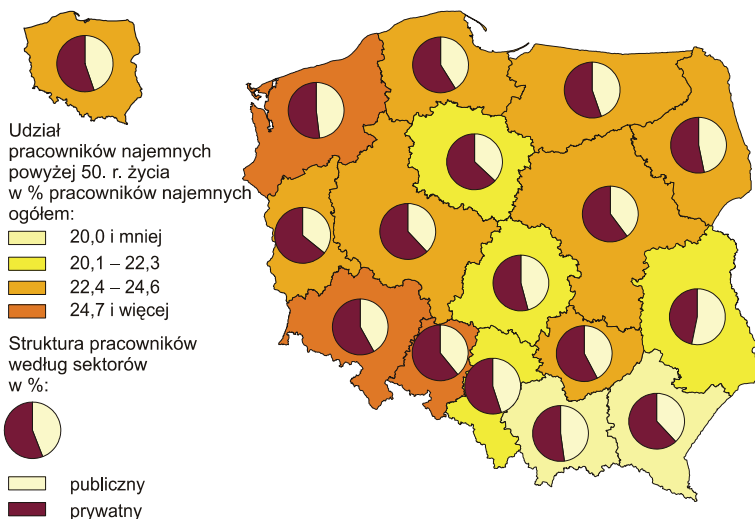 Udział
pracowników najemnych
powyżej 50. r. życia
w % pracowników najemnych
ogółem:
20,0 i mniej
20,1 – 22,3
22,4 – 24,6
24,7 i więcej
Struktura pracowników
według sektorów
w %:
publiczny
prywatny